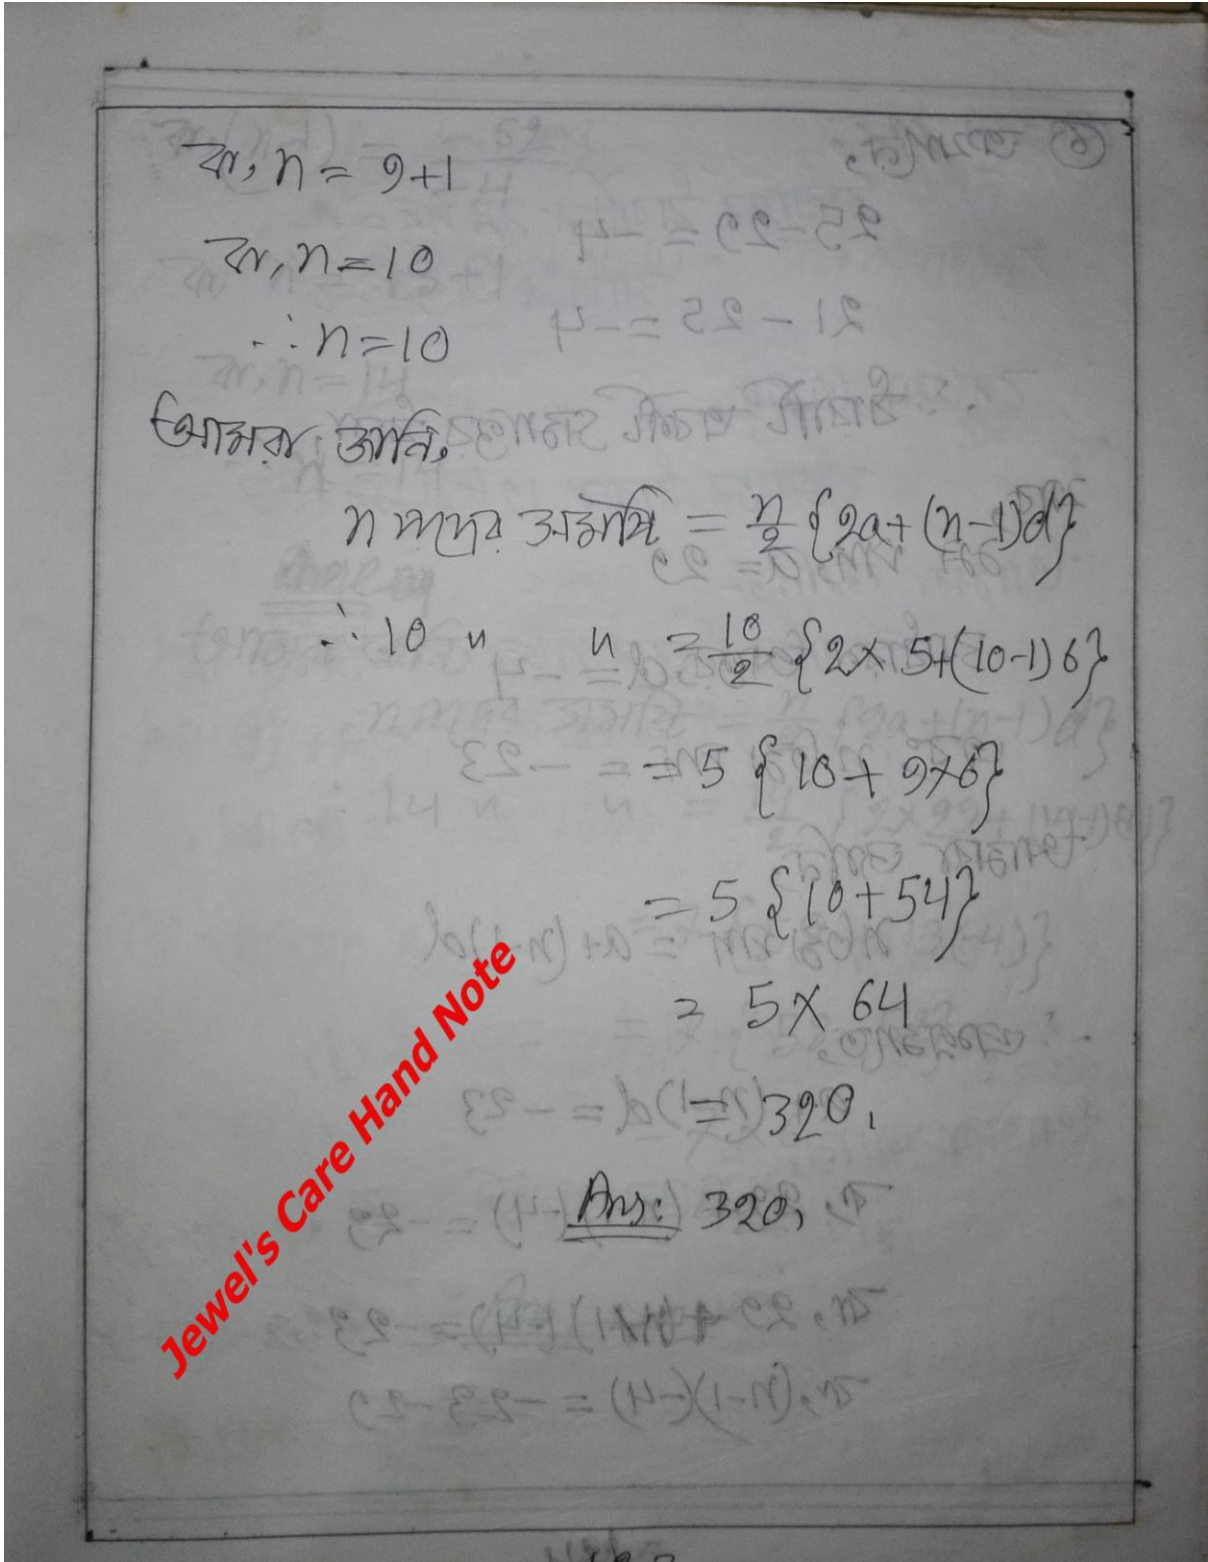 বা, n = 9+1
বা, n = 10
∴ n = 10
আমরা জানি,
n পদের সমষ্টি = n/2 {2a + (n-1)d}
∴ 10 " " = 10/2 {2 × 5+(10-1)6}
= 5 {10 + 9×6}
= 5 {10 + 54}
= 5 × 64
= 320.
Ans: 320.
Jewel's Care Hand Note